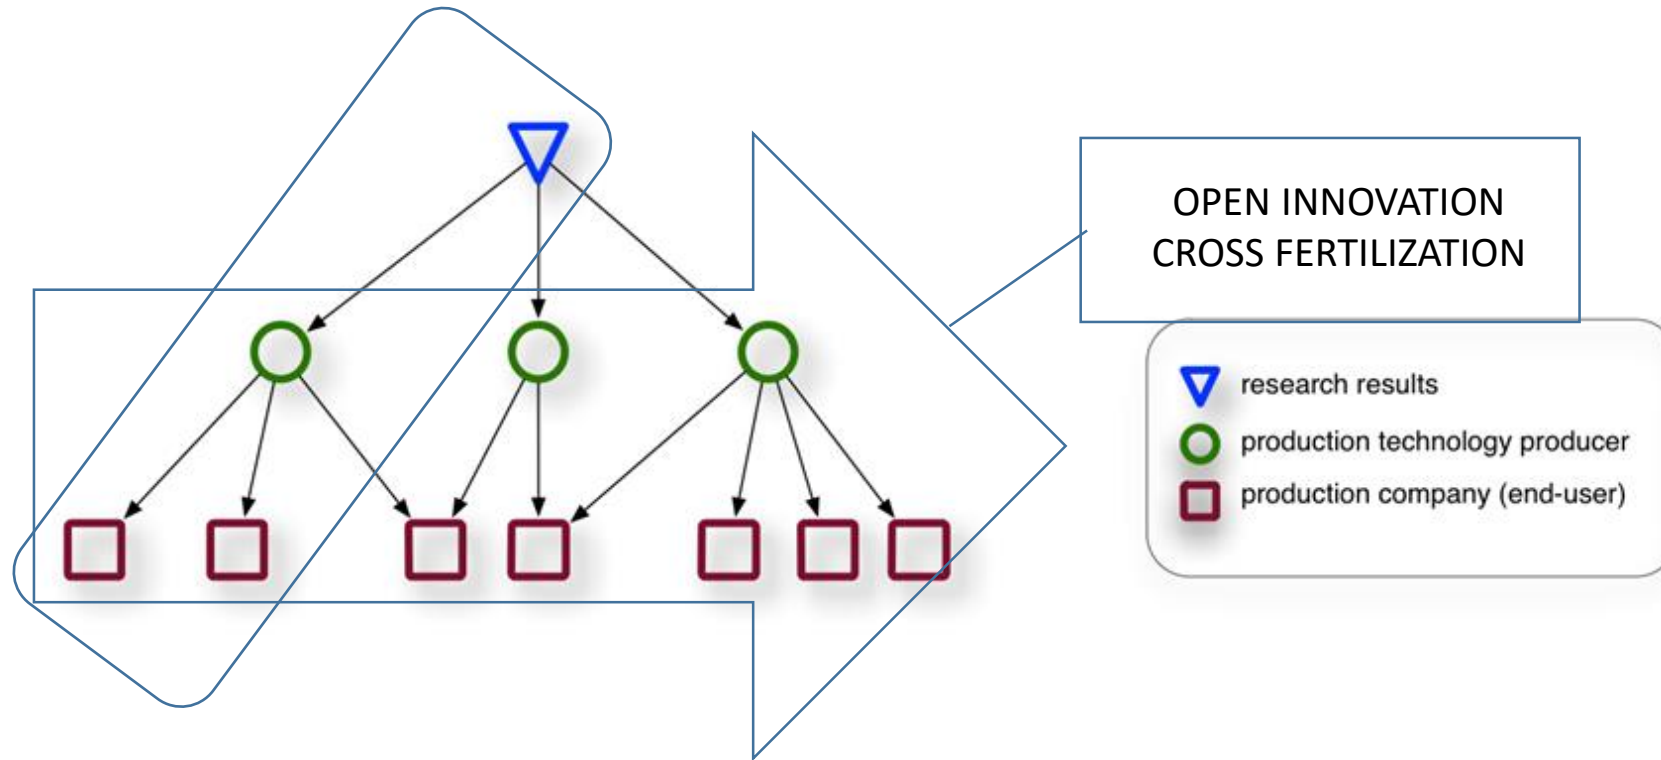 OPEN INNOVATION
CROSS FERTILIZATION
research results
production technology producer
production company (end-user)